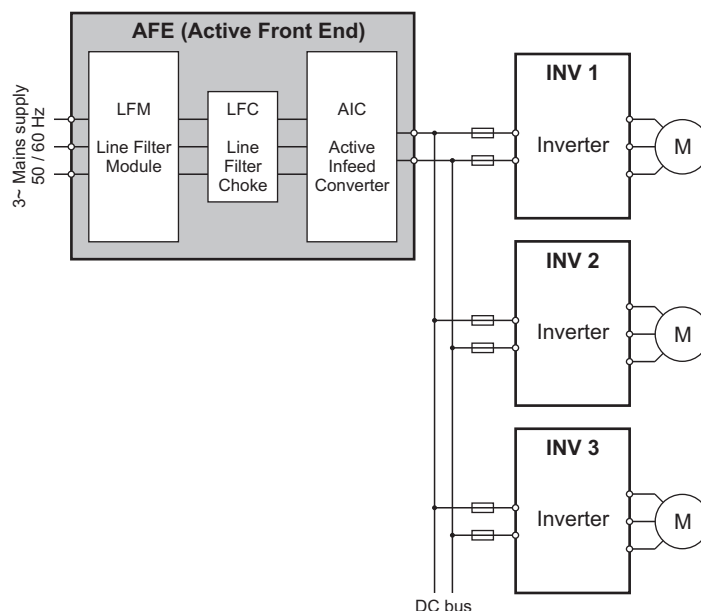 AFE (Active Front End)
LFM
Line Filter
Module
LFC
Line
Filter
Choke
AIC
Active
Infeed
Converter
3~ Mains supply
50 / 60 Hz
INV 1
Inverter
M
INV 2
Inverter
M
INV 3
Inverter
M
DC bus